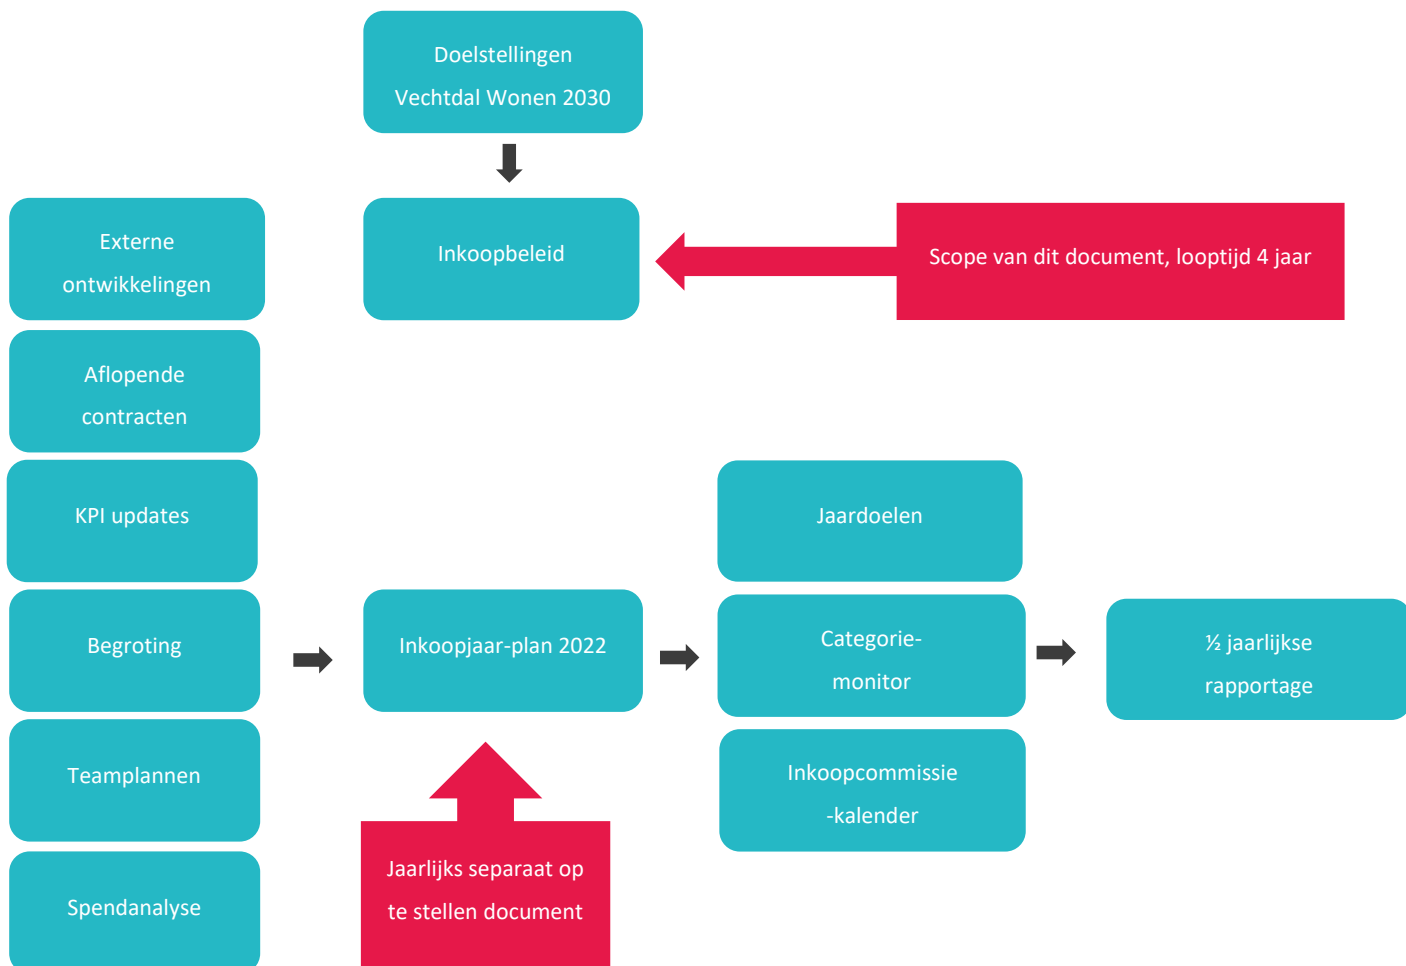 Doelstellingen
Vechtdal Wonen 2030
Externe
ontwikkelingen
Inkoopbeleid
Scope van dit document, looptijd 4 jaar
Aflopende
contracten
KPI updates
Jaardoelen
Begroting
Inkoopjaar-plan 2022
Categorie-
monitor
½ jaarlijkse
rapportage
Teamplannen
Inkoopcommissie
-kalender
Jaarlijks separaat op
te stellen document
Spendanalyse